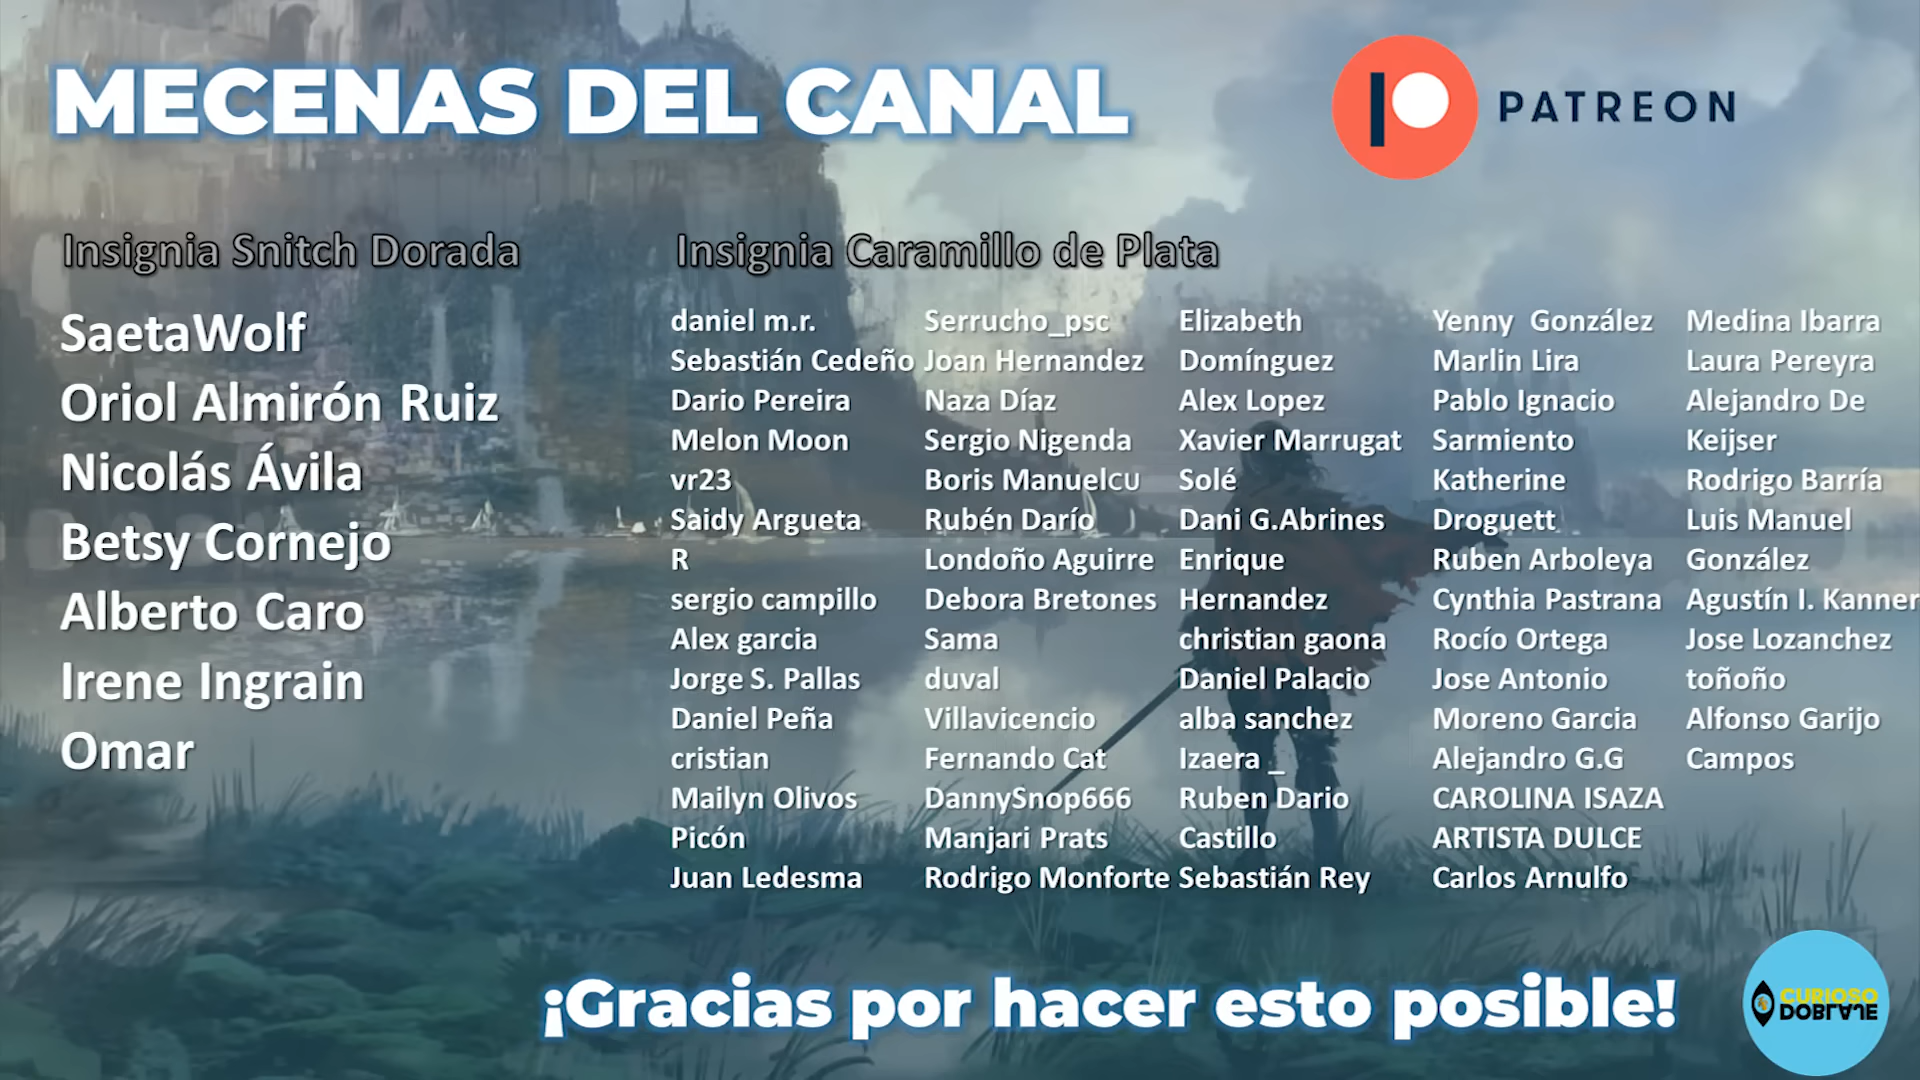 MECENAS DEL CANAL
PATREON
Insignia Snitch Dorada
SaetaWolf
Oriol Almirón Ruiz
Nicolás Ávila
Betsy Cornejo
Alberto Caro
Irene Ingrain
Omar
Insignia Caramillo de Plata
daniel m.r.
Sebastián Cedeño
Dario Pereira
Melon Moon
vr23
Saidy Argueta
R
sergio campillo
Alex garcia
Jorge S. Pallas
Daniel Peña
cristian
Mailyn Olivos
Picón
Juan Ledesma
Serrucho_psc
Joan Hernandez
Naza Díaz
Sergio Nigenda
Boris Manuelcu
Rubén Darío
Londoño Aguirre
Debora Bretones
Sama
duval
Villavicencio
Fernando Cat
DannySnop666
Manjari Prats
Rodrigo Monforte
Elizabeth
Domínguez
Alex Lopez
Xavier Marrugat
Solé
Dani G.Abrines
Enrique
Hernandez
christian gaona
Daniel Palacio
alba sanchez
Izaera _
Ruben Dario
Castillo
Sebastián Rey
Yenny  González
Marlin Lira
Pablo Ignacio
Sarmiento
Katherine
Droguett
Ruben Arboleya
Cynthia Pastrana
Rocío Ortega
Jose Antonio
Moreno Garcia
Alejandro G.G
CAROLINA ISAZA
ARTISTA DULCE
Carlos Arnulfo
Medina Ibarra
Laura Pereyra
Alejandro De
Keijser
Rodrigo Barría
Luis Manuel
González
Agustín I. Kanner
Jose Lozanchez
toñoño
Alfonso Garijo
Campos
¡Gracias por hacer esto posible!
CURIOSO
DOBLAJE